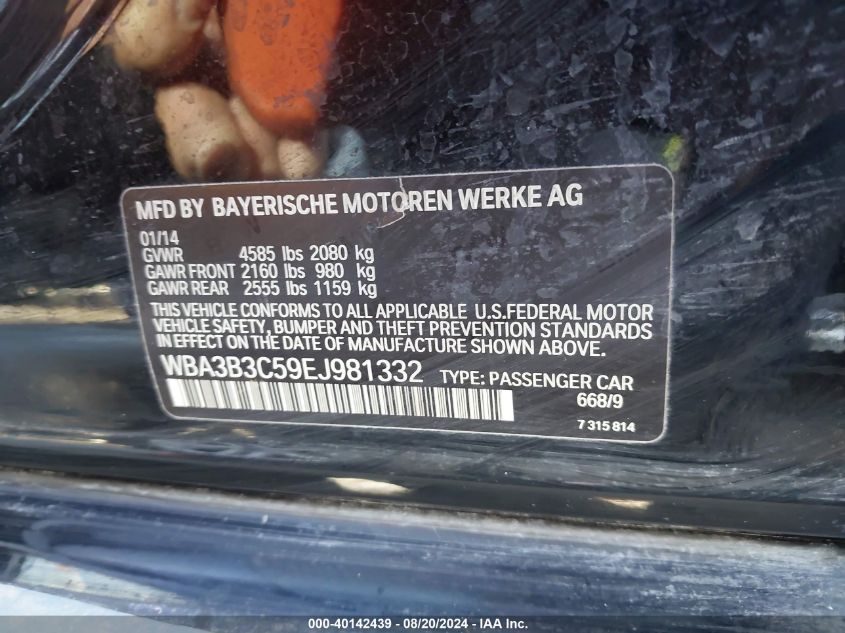 MFD BY BAYERISCHE MOTOREN WERKE AG
01/14
GVWR 4585 lbs 2080 kg
GAWR FRONT 2160 lbs 980 kg
GAWR REAR 2555 lbs 1159 kg
THIS VEHICLE CONFORMS TO ALL APPLICABLE U.S.FEDERAL MOTOR
VEHICLE SAFETY, BUMPER AND THEFT PREVENTION STANDARDS
IN EFFECT ON THE DATE OF MANUFACTURE SHOWN ABOVE.
WBA3B3C59EJ981332 TYPE: PASSENGER CAR
668/9
7 315 814
000-40142439 - 08/20/2024 - IAA Inc.